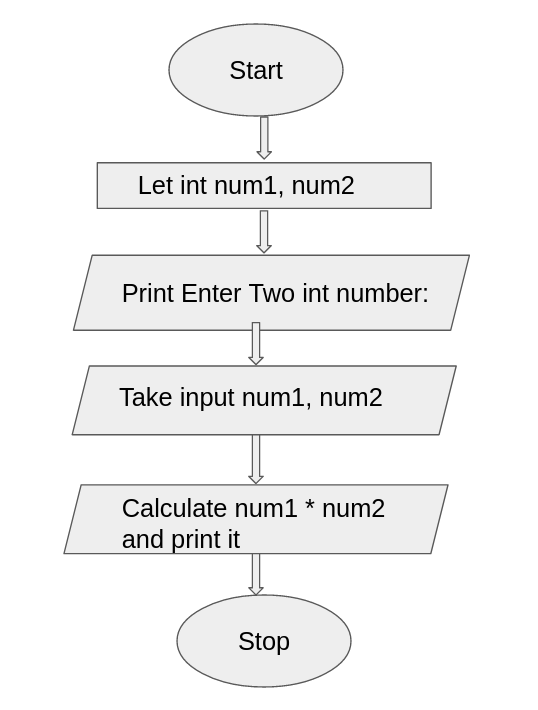 Start
Let int num1, num2
Print Enter Two int number:
Take input num1, num2
Calculate num1 * num2
and print it
Stop